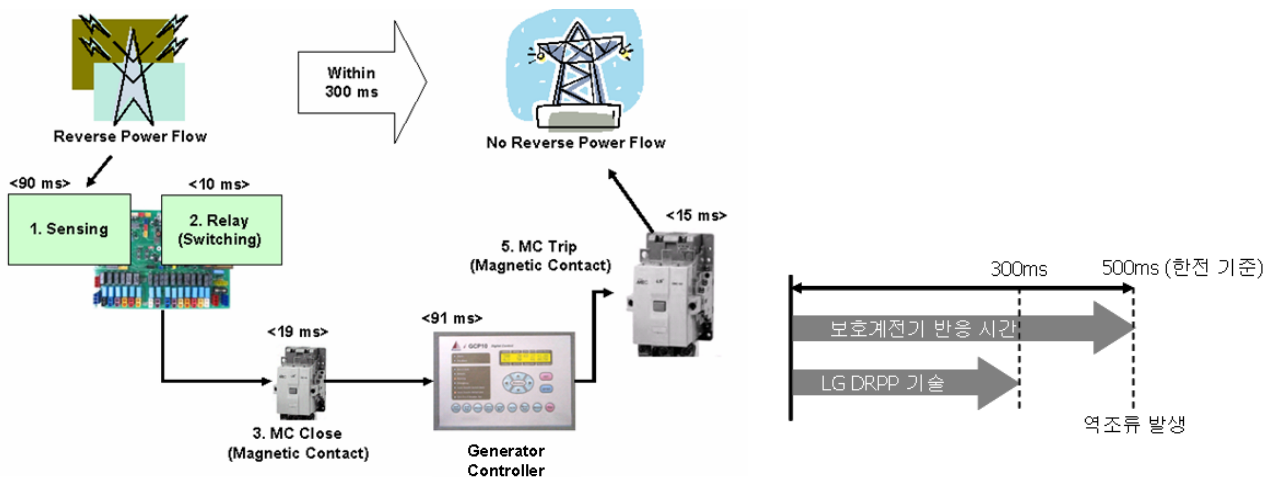 Within
300 ms
Reverse Power Flow
No Reverse Power Flow
<90 ms>
<10 ms>
1. Sensing
2. Relay
(Switching)
<15 ms>
5. MC Trip
(Magnetic Contact)
<19 ms>
<91 ms>
GCP10
3. MC Close
(Magnetic Contact)
Generator
Controller
300ms
500ms (한전 기준)
보호계전기 반응 시간
LG DRPP 기술
역조류 발생